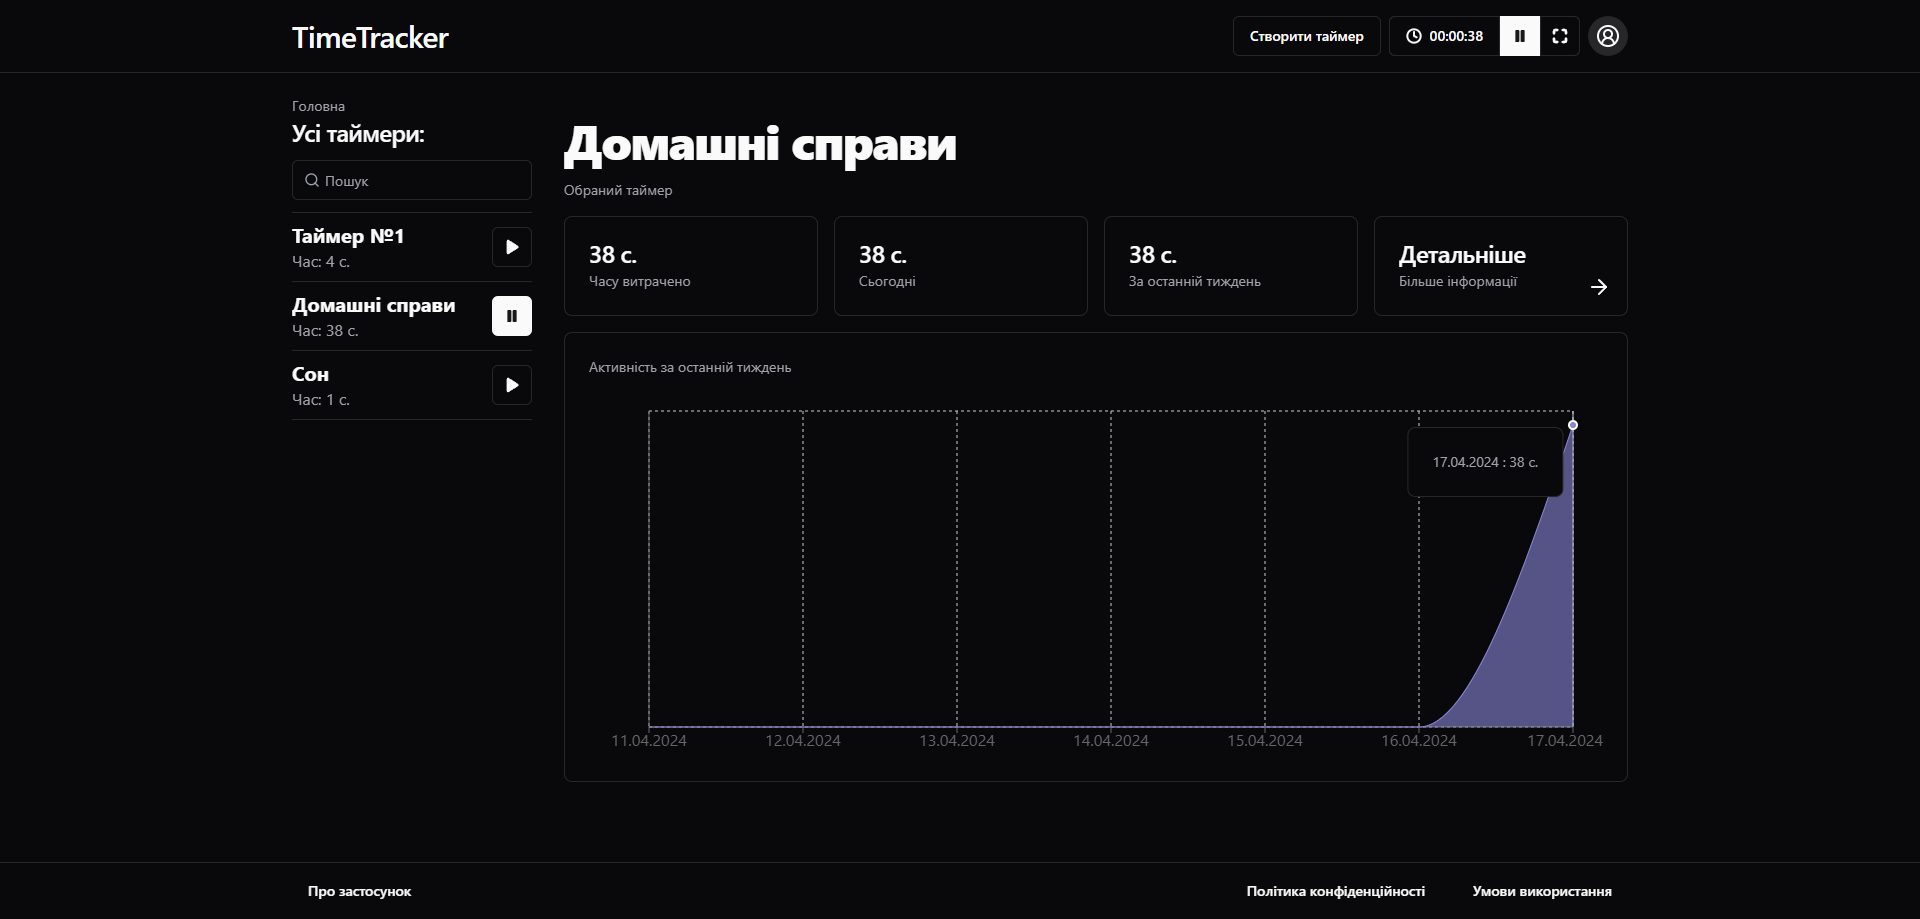 TimeTracker
Створити таймер
00:00:38
Головна
Усі таймери:
Пошук
Таймер №1
Час: 4 с.
Домашні справи
Час: 38 с.
Сон
Час: 1 с.
Домашні справи
Обраний таймер
38 с.
Часу витрачено
38 с.
Сьогодні
38 с.
За останній тиждень
Детальніше
Більше інформації
Активність за останній тиждень
17.04.2024 : 38 с.
11.04.2024
12.04.2024
13.04.2024
14.04.2024
15.04.2024
16.04.2024
17.04.2024
Про застосунок
Політика конфіденційності
Умови використання